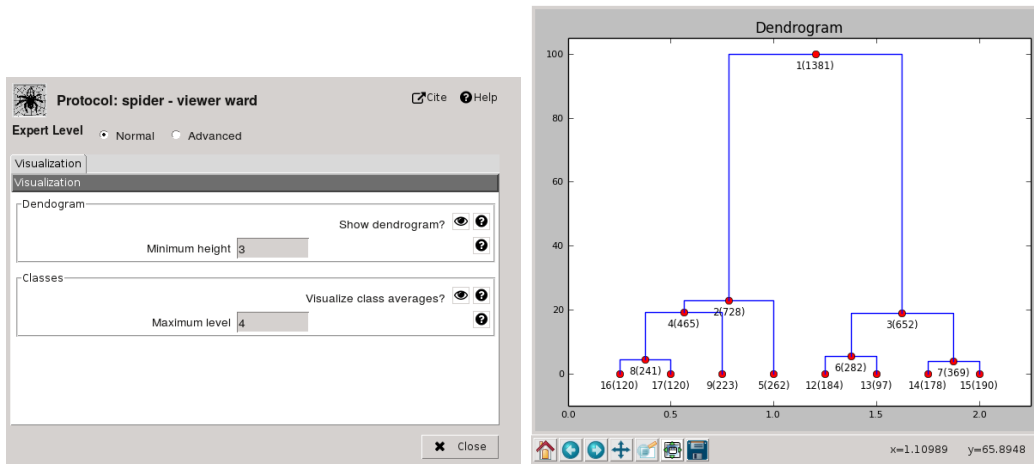 Protocol: spider - viewer ward
Cite
Help
Expert Level Normal Advanced
Visualization
Visualization
Dendogram
Show dendrogram?
Minimum height 3
Classes
Visualize class averages?
Maximum level 4
Close
Dendrogram
100
80
60
40
20
0
1(1381)
2(728)
4(465)
3(652)
8(241)
6(282)
7(369)
16(120) 17(120) 9(223) 5(262) 12(184) 13(97) 14(178) 15(190)
0.0 0.5 1.0 1.5 2.0
x=1.10989 y=65.8948